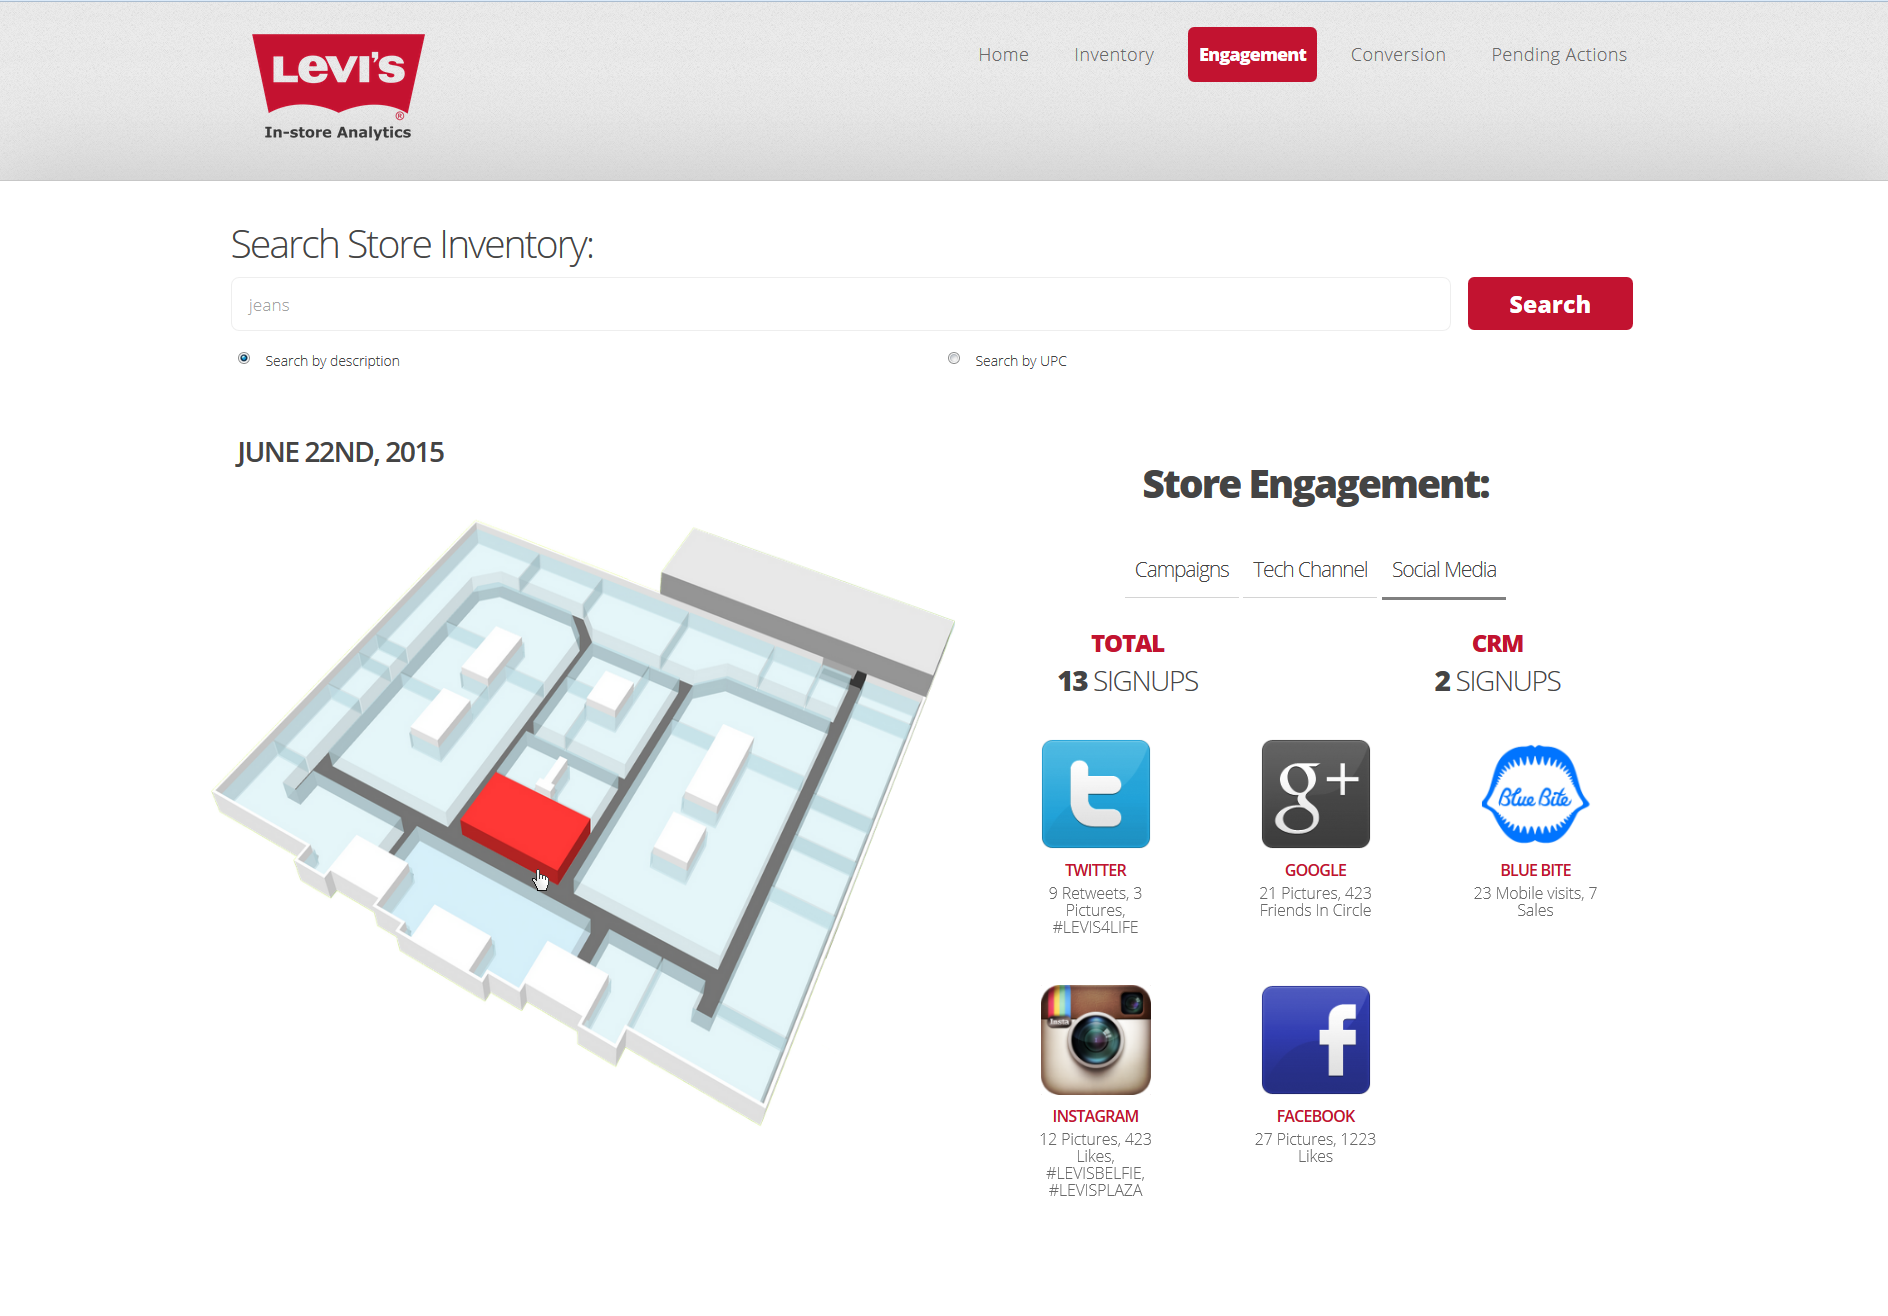 LEVI'S
®
In-store Analytics
Home
Inventory
Engagement
Conversion
Pending Actions
Search Store Inventory:
jeans
Search
Search by description
Search by UPC
JUNE 22ND, 2015
Store Engagement:
Campaigns
Tech Channel
Social Media
TOTAL
13 SIGNUPS
CRM
2 SIGNUPS
t
g+
Blue Bite
TWITTER
9 Retweets, 3
Pictures,
#LEVIS4LIFE
GOOGLE
21 Pictures, 423
Friends In Circle
BLUE BITE
23 Mobile visits, 7
Sales
Insta
f
INSTAGRAM
12 Pictures, 423
Likes,
#LEVISBELFIE,
#LEVISPLAZA
FACEBOOK
27 Pictures, 1223
Likes